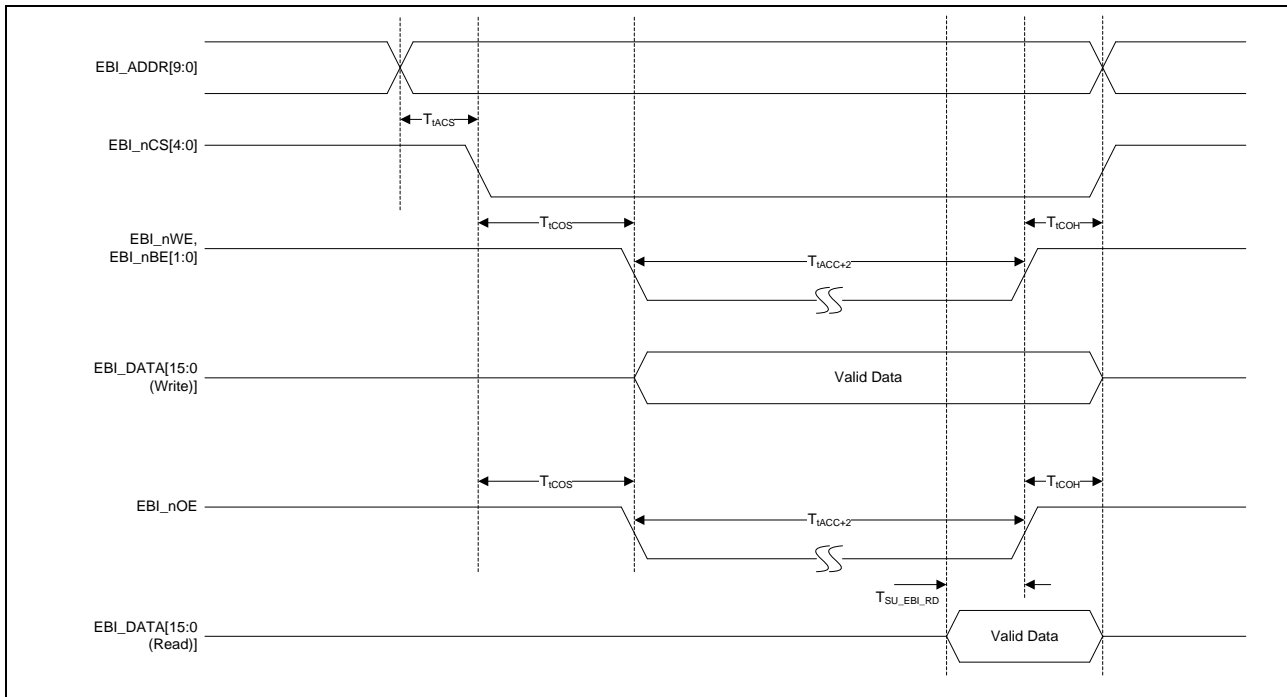 EBI_ADDR[9:0]
TtACS
EBI_nCS[4:0]
TtCOS
TtCOH
EBI_nWE,
EBI_nBE[1:0]
TtACC+2
EBI_DATA[15:0
(Write)]
Valid Data
TtCOS
TtCOH
EBI_nOE
TtACC+2
TSU_EBI_RD
EBI_DATA[15:0
(Read)]
Valid Data